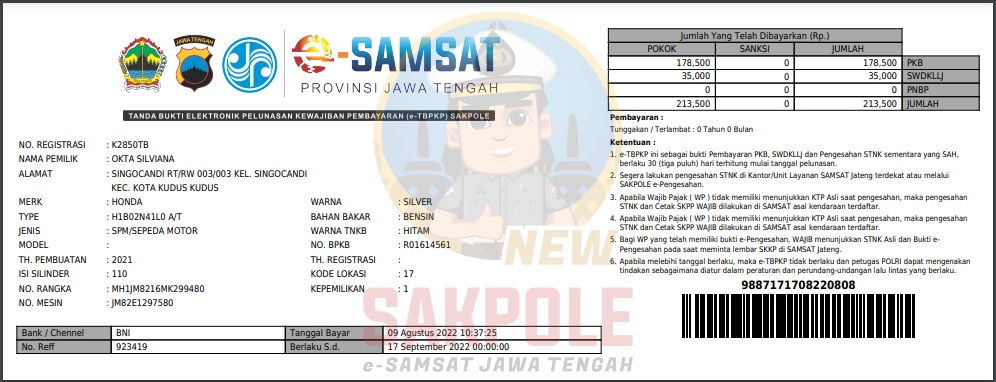 JAWA TENGAH
e-SAMSAT
PROVINSI JAWA TENGAH
TANDA BUKTI ELEKTRONIK PELUNASAN KEWAJIBAN PEMBAYARAN (e-TBPKP) SAKPOLE
NO. REGISTRASI : K2850TB
NAMA PEMILIK : OKTA SILVIANA
ALAMAT : SINGOCANDI RT/RW 003/003 KEL. SINGOCANDI
KEC. KOTA KUDUS KUDUS
MERK : HONDA WARNA : SILVER
TYPE : H1B02N41L0 A/T BAHAN BAKAR : BENSIN
JENIS : SPM/SEPEDA MOTOR WARNA TNKB : HITAM
MODEL : NO. BPKB : R01614561
TH. PEMBUATAN : 2021 TH. REGISTRASI :
ISI SILINDER : 110 KODE LOKASI : 17
NO. RANGKA : MH1JM8216MK299480 KEPEMILIKAN : 1
NO. MESIN : JM82E1297580
Bank / Chennel BNI Tanggal Bayar 09 Agustus 2022 10:37:25
No. Reff 923419 Berlaku S.d. 17 September 2022 00:00:00
Jumlah Yang Telah Dibayarkan (Rp.)
POKOK SANKSI JUMLAH
178,500 0 178,500 PKB
35,000 0 35,000 SWDKLLJ
0 0 0 PNBP
213,500 0 213,500 JUMLAH
Pembayaran :
Tunggakan / Terlambat : 0 Tahun 0 Bulan
Ketentuan :
1. e-TBPKP ini sebagai bukti Pembayaran PKB, SWDKLLJ dan Pengesahan STNK sementara yang SAH,
berlaku 30 (tiga puluh) hari terhitung mulai tanggal pelunasan.
2. Segera lakukan pengesahan STNK di Kantor/Unit Layanan SAMSAT Jateng terdekat atau melalui
SAKPOLE e-Pengesahan.
3. Apabila Wajib Pajak ( WP ) tidak memiliki menunjukkan KTP Asli saat pengesahan, maka pengesahan
STNK dan Cetak SKPP WAJIB dilakukan di SAMSAT asal kendaraan terdaftar.
4. Apabila Wajib Pajak ( WP ) tidak memiliki menunjukkan KTP Asli saat pengesahan, maka pengesahan
STNK dan Cetak SKPP WAJIB dilakukan di SAMSAT asal kendaraan terdaftar.
5. Bagi WP yang telah memiliki bukti e-Pengesahan, WAJIB menunjukkan STNK Asli dan Bukti e-
Pengesahan pada saat meminta lembar SKKP di SAMSAT Jateng.
6. Apabila melebihi tanggal berlaku, maka e-TBPKP tidak berlaku dan petugas POLRI dapat mengenakan
tindakan sebagaimana diatur dalam peraturan dan perundang-undangan lalu lintas yang berlaku.
9887171708220808
NEW
SAKPOLE
e-SAMSAT JAWA TENGAH